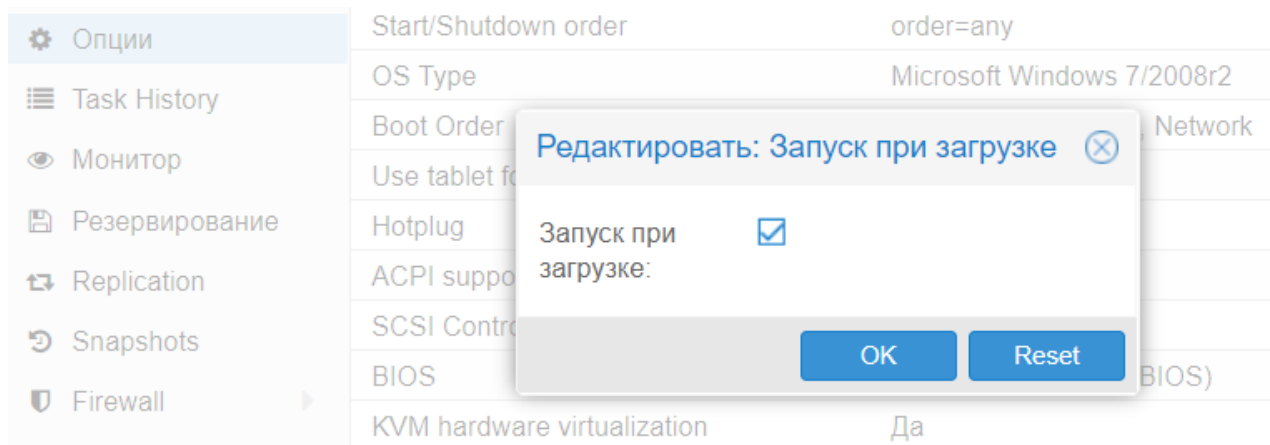 Опции
Task History
Монитор
Резервирование
Replication
Snapshots
Firewall
Start/Shutdown order order=any
OS Type Microsoft Windows 7/2008r2
Boot Order , Network
Use tablet fo
Hotplug
ACPI suppo
SCSI Contro
BIOS BIOS)
KVM hardware virtualization Да
Редактировать: Запуск при загрузке
Запуск при
загрузке:
OK Reset